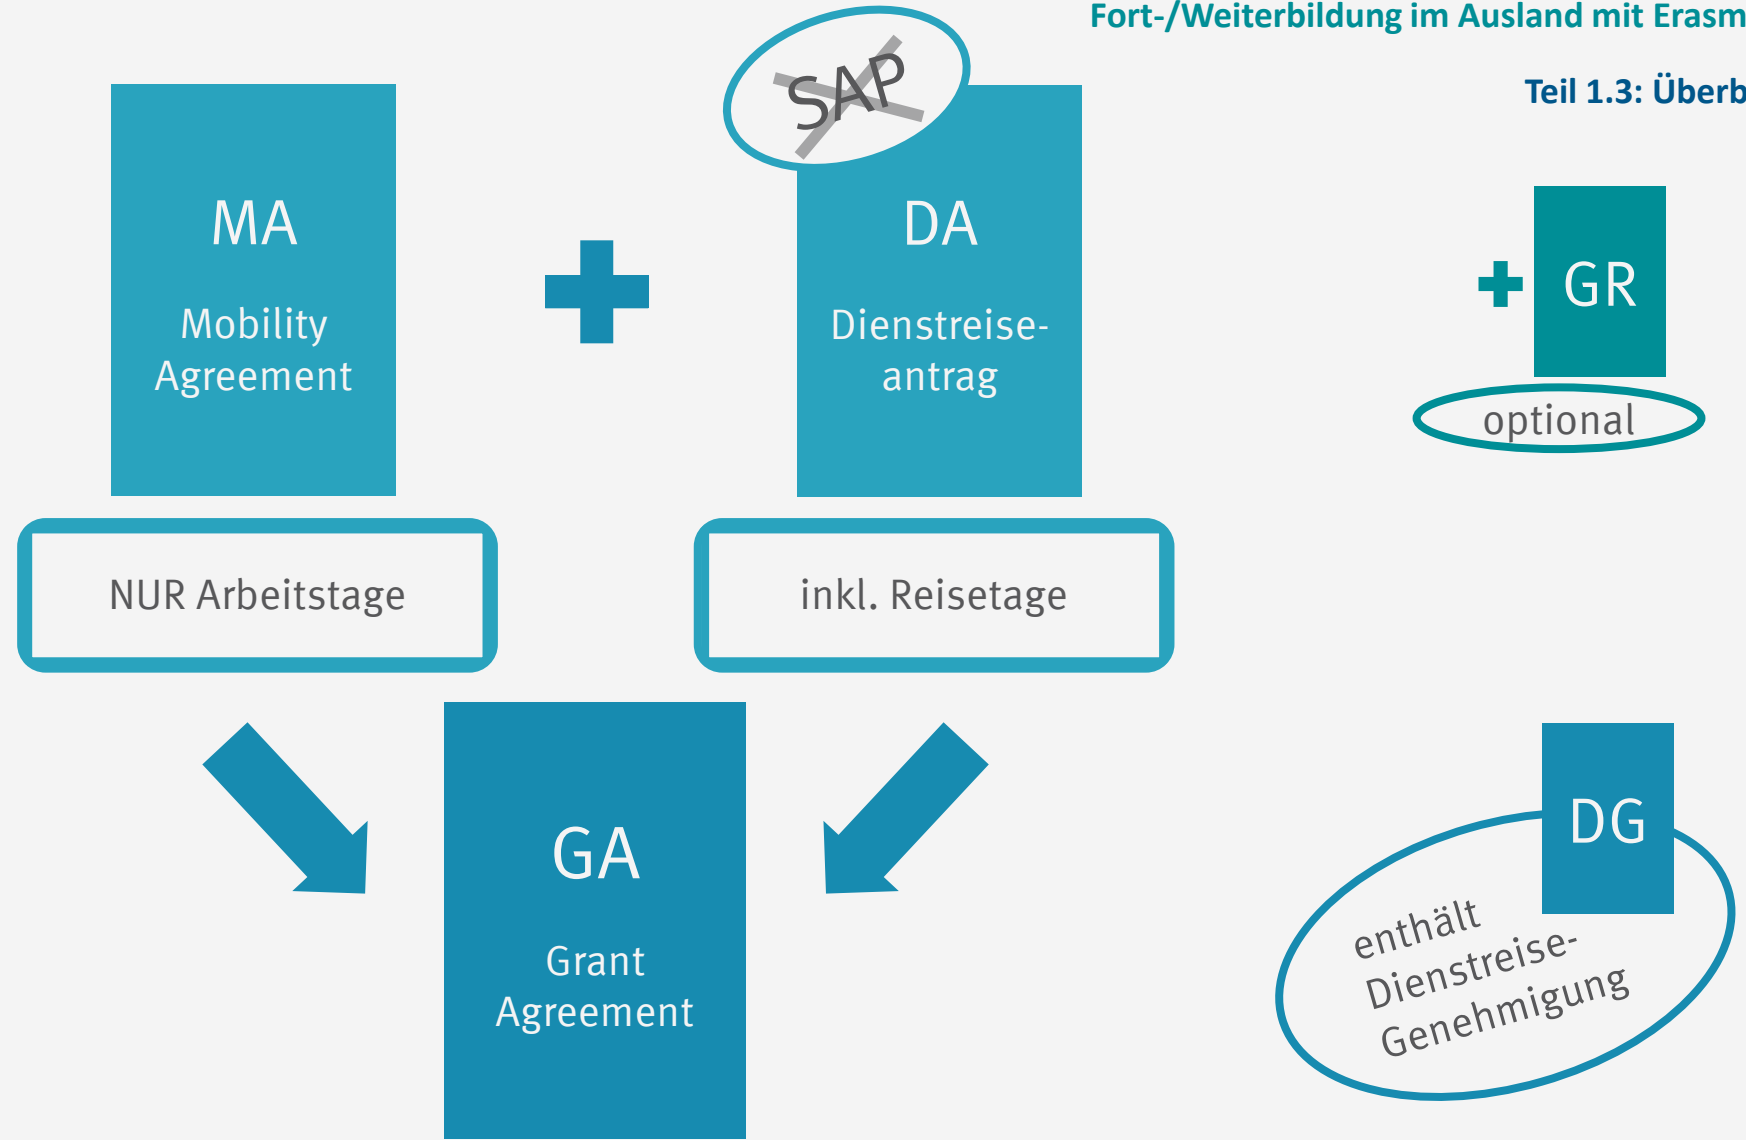 Fort-/Weiterbildung im Ausland mit Erasm
Teil 1.3: Überb
SAP
MA
Mobility
Agreement
DA
Dienstreise-
antrag
GR
optional
NUR Arbeitstage
inkl. Reisetage
GA
Grant
Agreement
DG
enthält
Dienstreise-
Genehmigung